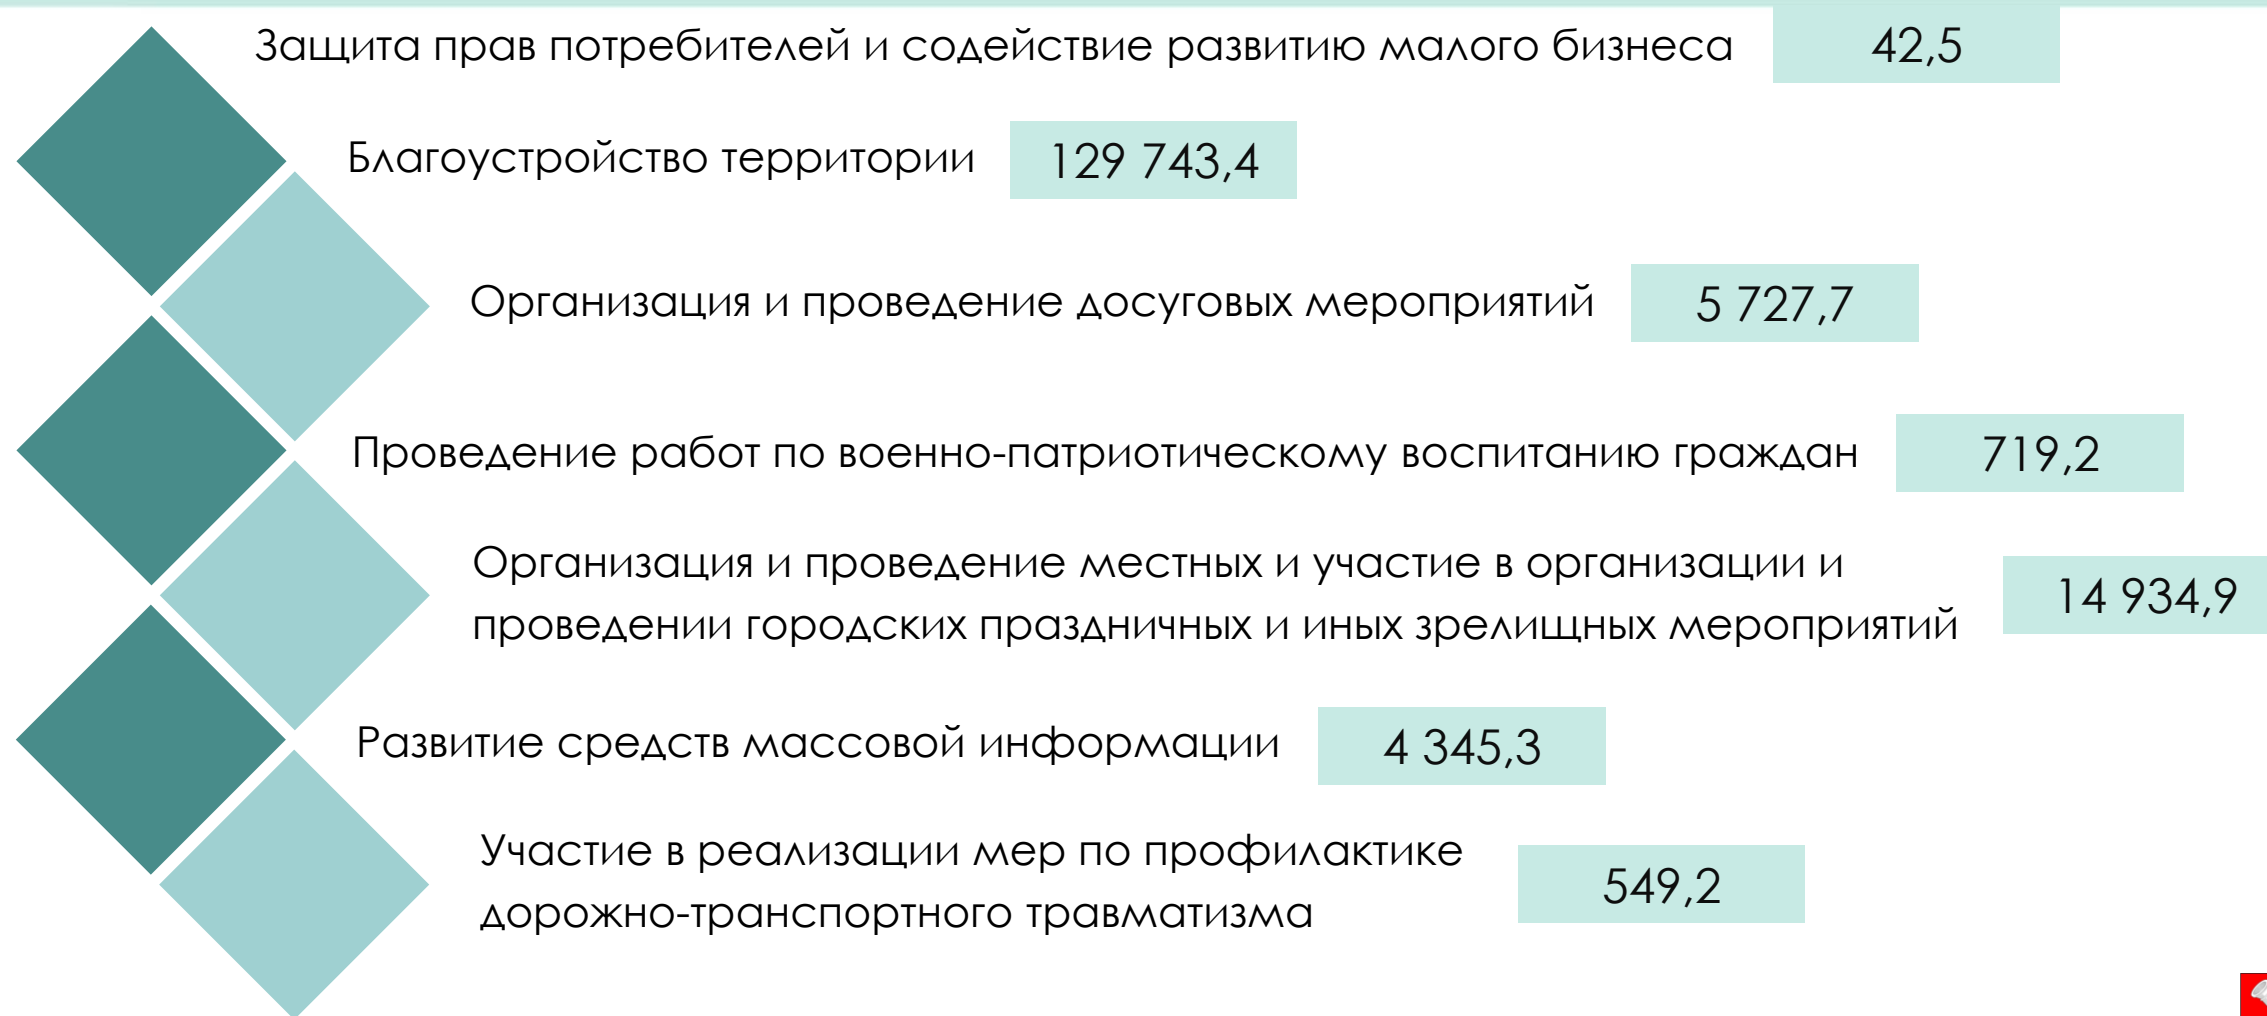 Защита прав потребителей и содействие развитию малого бизнеса 42,5
Благоустройство территории 129 743,4
Организация и проведение досуговых мероприятий 5 727,7
Проведение работ по военно-патриотическому воспитанию граждан 719,2
Организация и проведение местных и участие в организации и
проведении городских праздничных и иных зрелищных мероприятий 14 934,9
Развитие средств массовой информации 4 345,3
Участие в реализации мер по профилактике
дорожно-транспортного травматизма 549,2